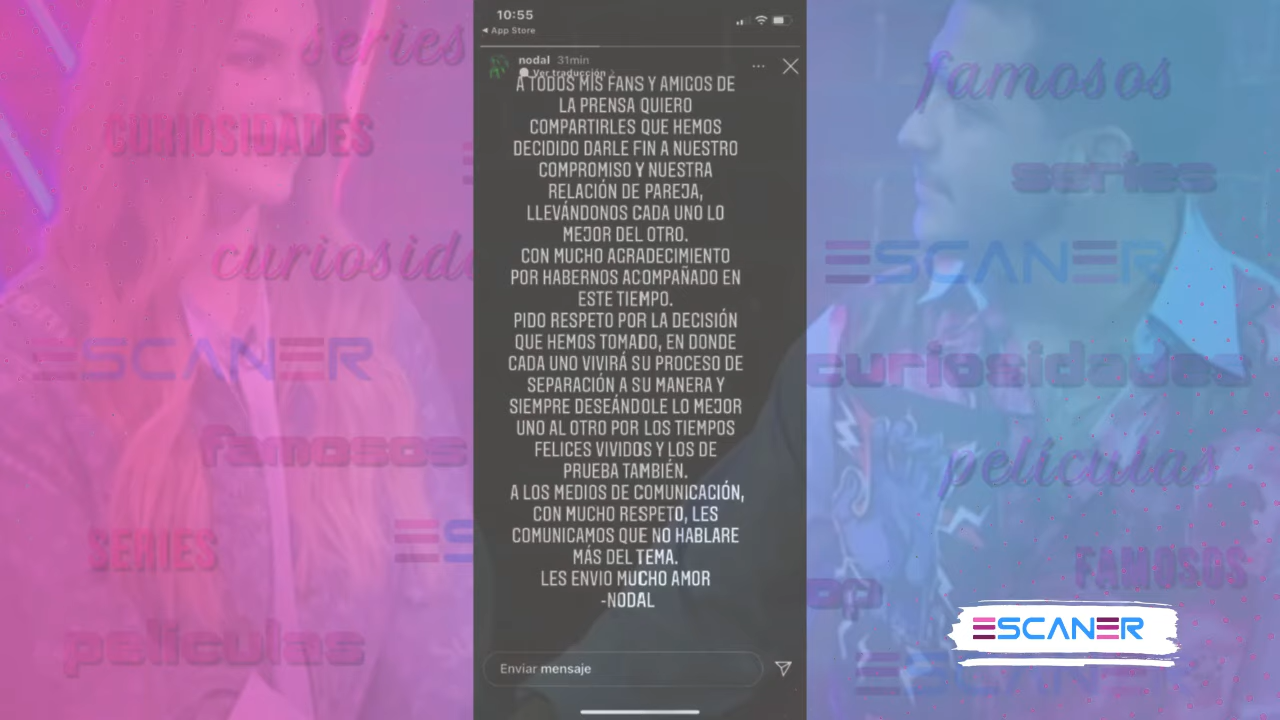 series
CURIOSIDADES
curiosida
ESCANER
famosos
ESC
SERIES
películas
10:55
App Store
nodal 31min
Ver traducción
A TODOS MIS FANS Y AMIGOS DE
LA PRENSA QUIERO
COMPARTIRLES QUE HEMOS
DECIDIDO DARLE FIN A NUESTRO
COMPROMISO Y NUESTRA
RELACIÓN DE PAREJA,
LLEVÁNDONOS CADA UNO LO
MEJOR DEL OTRO.
CON MUCHO AGRADECIMIENTO
POR HABERNOS ACOMPAÑADO EN
ESTE TIEMPO.
PIDO RESPETO POR LA DECISIÓN
QUE HEMOS TOMADO, EN DONDE
CADA UNO VIVIRÁ SU PROCESO DE
SEPARACIÓN A SU MANERA Y
SIEMPRE DESEÁNDOLE LO MEJOR
UNO AL OTRO POR LOS TIEMPOS
FELICES VIVIDOS Y LOS DE
PRUEBA TAMBIÉN.
A LOS MEDIOS DE COMUNICACIÓN,
CON MUCHO RESPETO, LES
COMUNICAMOS QUE NO HABLARE
MÁS DEL TEMA.
LES ENVIO MUCHO AMOR
-NODAL
Enviar mensaje
famosos
series
ESCANER
curiosidades
películas
FAMOSOS
ESCANER
ESCANER